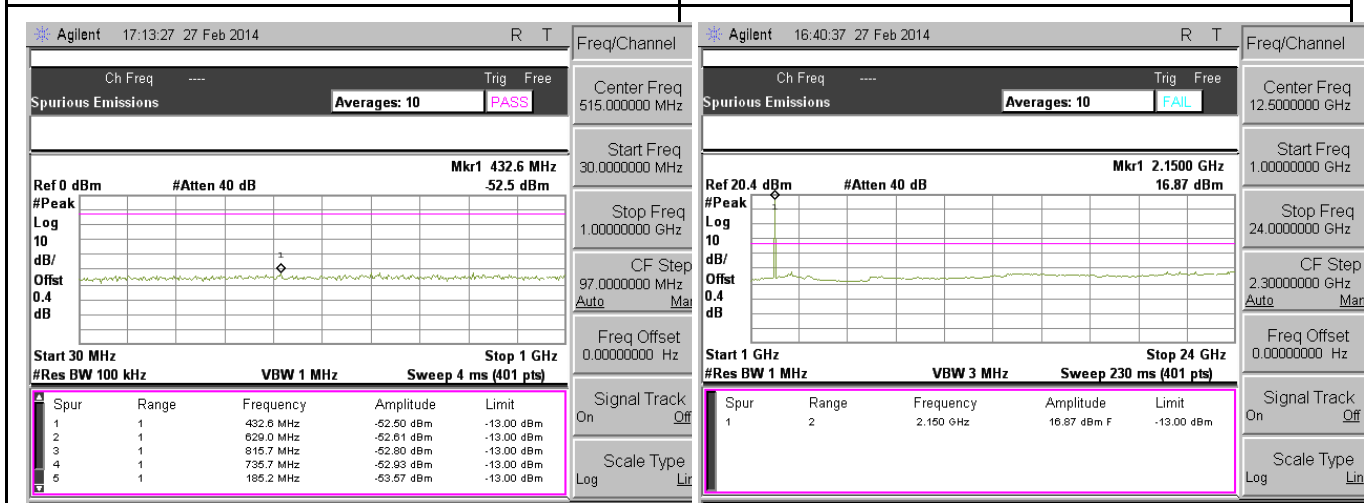 Agilent 17:13:27 27 Feb 2014 R T
Ch Freq ---- Trig Free
Spurious Emissions Averages: 10 PASS
Mkr1 432.6 MHz
Ref 0 dBm #Atten 40 dB -52.5 dBm
#Peak
Log
10
dB/
Offst
0.4
dB
1
Start 30 MHz Stop 1 GHz
#Res BW 100 kHz VBW 1 MHz Sweep 4 ms (401 pts)
Spur Range Frequency Amplitude Limit
1 1 432.6 MHz -52.50 dBm -13.00 dBm
2 1 629.0 MHz -52.61 dBm -13.00 dBm
3 1 815.7 MHz -52.80 dBm -13.00 dBm
4 1 735.7 MHz -52.93 dBm -13.00 dBm
5 1 185.2 MHz -53.57 dBm -13.00 dBm
Freq/Channel
Center Freq
515.000000 MHz
Start Freq
30.0000000 MHz
Stop Freq
1.00000000 GHz
CF Step
97.0000000 MHz
Auto Man
Freq Offset
0.00000000 Hz
Signal Track
On Off
Scale Type
Log Lin
Agilent 16:40:37 27 Feb 2014 R T
Ch Freq ---- Trig Free
Spurious Emissions Averages: 10 FAIL
Mkr1 2.1500 GHz
Ref 20.4 dBm #Atten 40 dB 16.87 dBm
#Peak
Log
10
dB/
Offst
0.4
dB
1
Start 1 GHz Stop 24 GHz
#Res BW 1 MHz VBW 3 MHz Sweep 230 ms (401 pts)
Spur Range Frequency Amplitude Limit
1 2 2.150 GHz 16.87 dBm F -13.00 dBm
Freq/Channel
Center Freq
12.5000000 GHz
Start Freq
1.00000000 GHz
Stop Freq
24.0000000 GHz
CF Step
2.30000000 GHz
Auto Man
Freq Offset
0.00000000 Hz
Signal Track
On Off
Scale Type
Log Lin